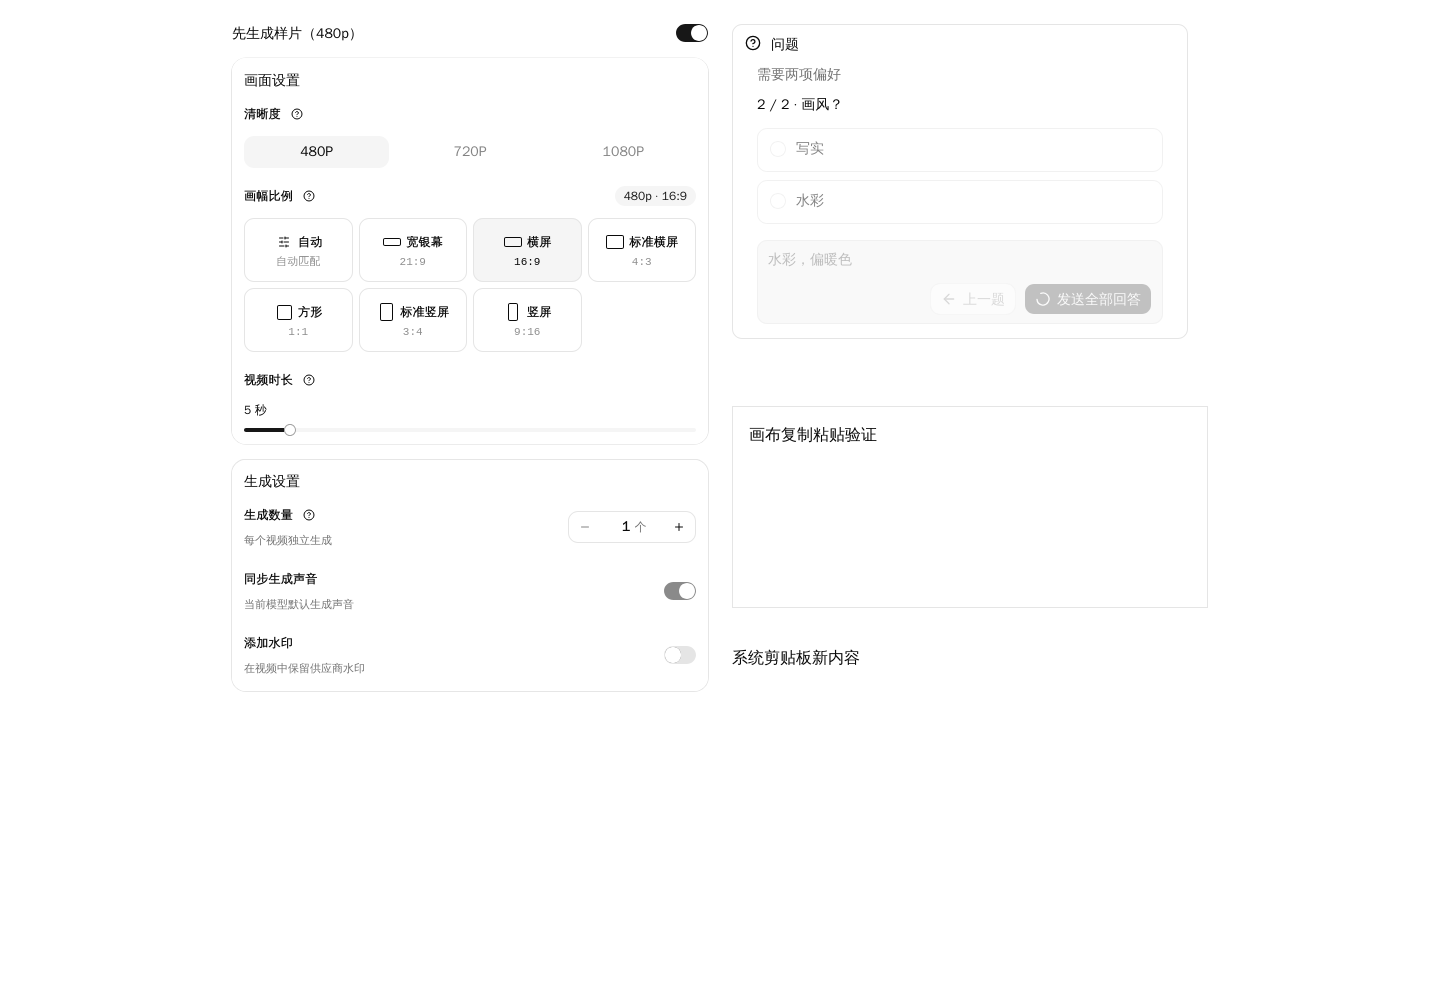 先生成样片（480p）
画面设置
清晰度
480P 720P 1080P
画幅比例
480p · 16:9
自动
自动匹配
宽银幕
21:9
横屏
16:9
标准横屏
4:3
方形
1:1
标准竖屏
3:4
竖屏
9:16
视频时长
5 秒
生成设置
生成数量
每个视频独立生成
1 个
同步生成声音
当前模型默认生成声音
添加水印
在视频中保留供应商水印
问题
需要两项偏好
2 / 2 · 画风？
写实
水彩
水彩，偏暖色
上一题
发送全部回答
画布复制粘贴验证
系统剪贴板新内容